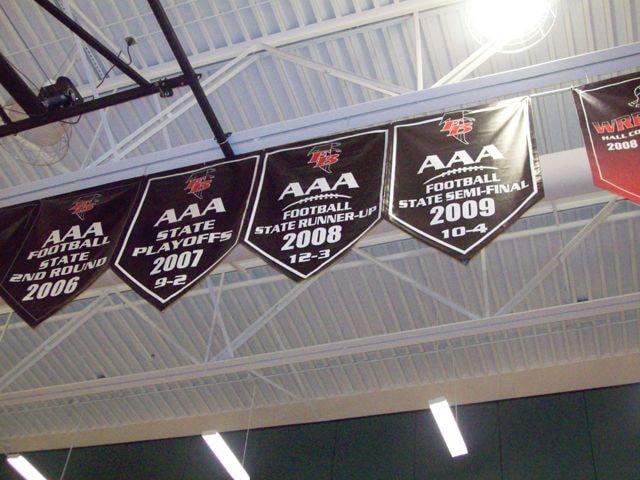 AAA
FOOTBALL
STATE
2ND ROUND
2006
AAA
STATE
PLAYOFFS
2007
9-2
AAA
FOOTBALL
STATE RUNNER-UP
2008
12-3
AAA
FOOTBALL
STATE SEMI-FINAL
2009
10-4
HALL
2008